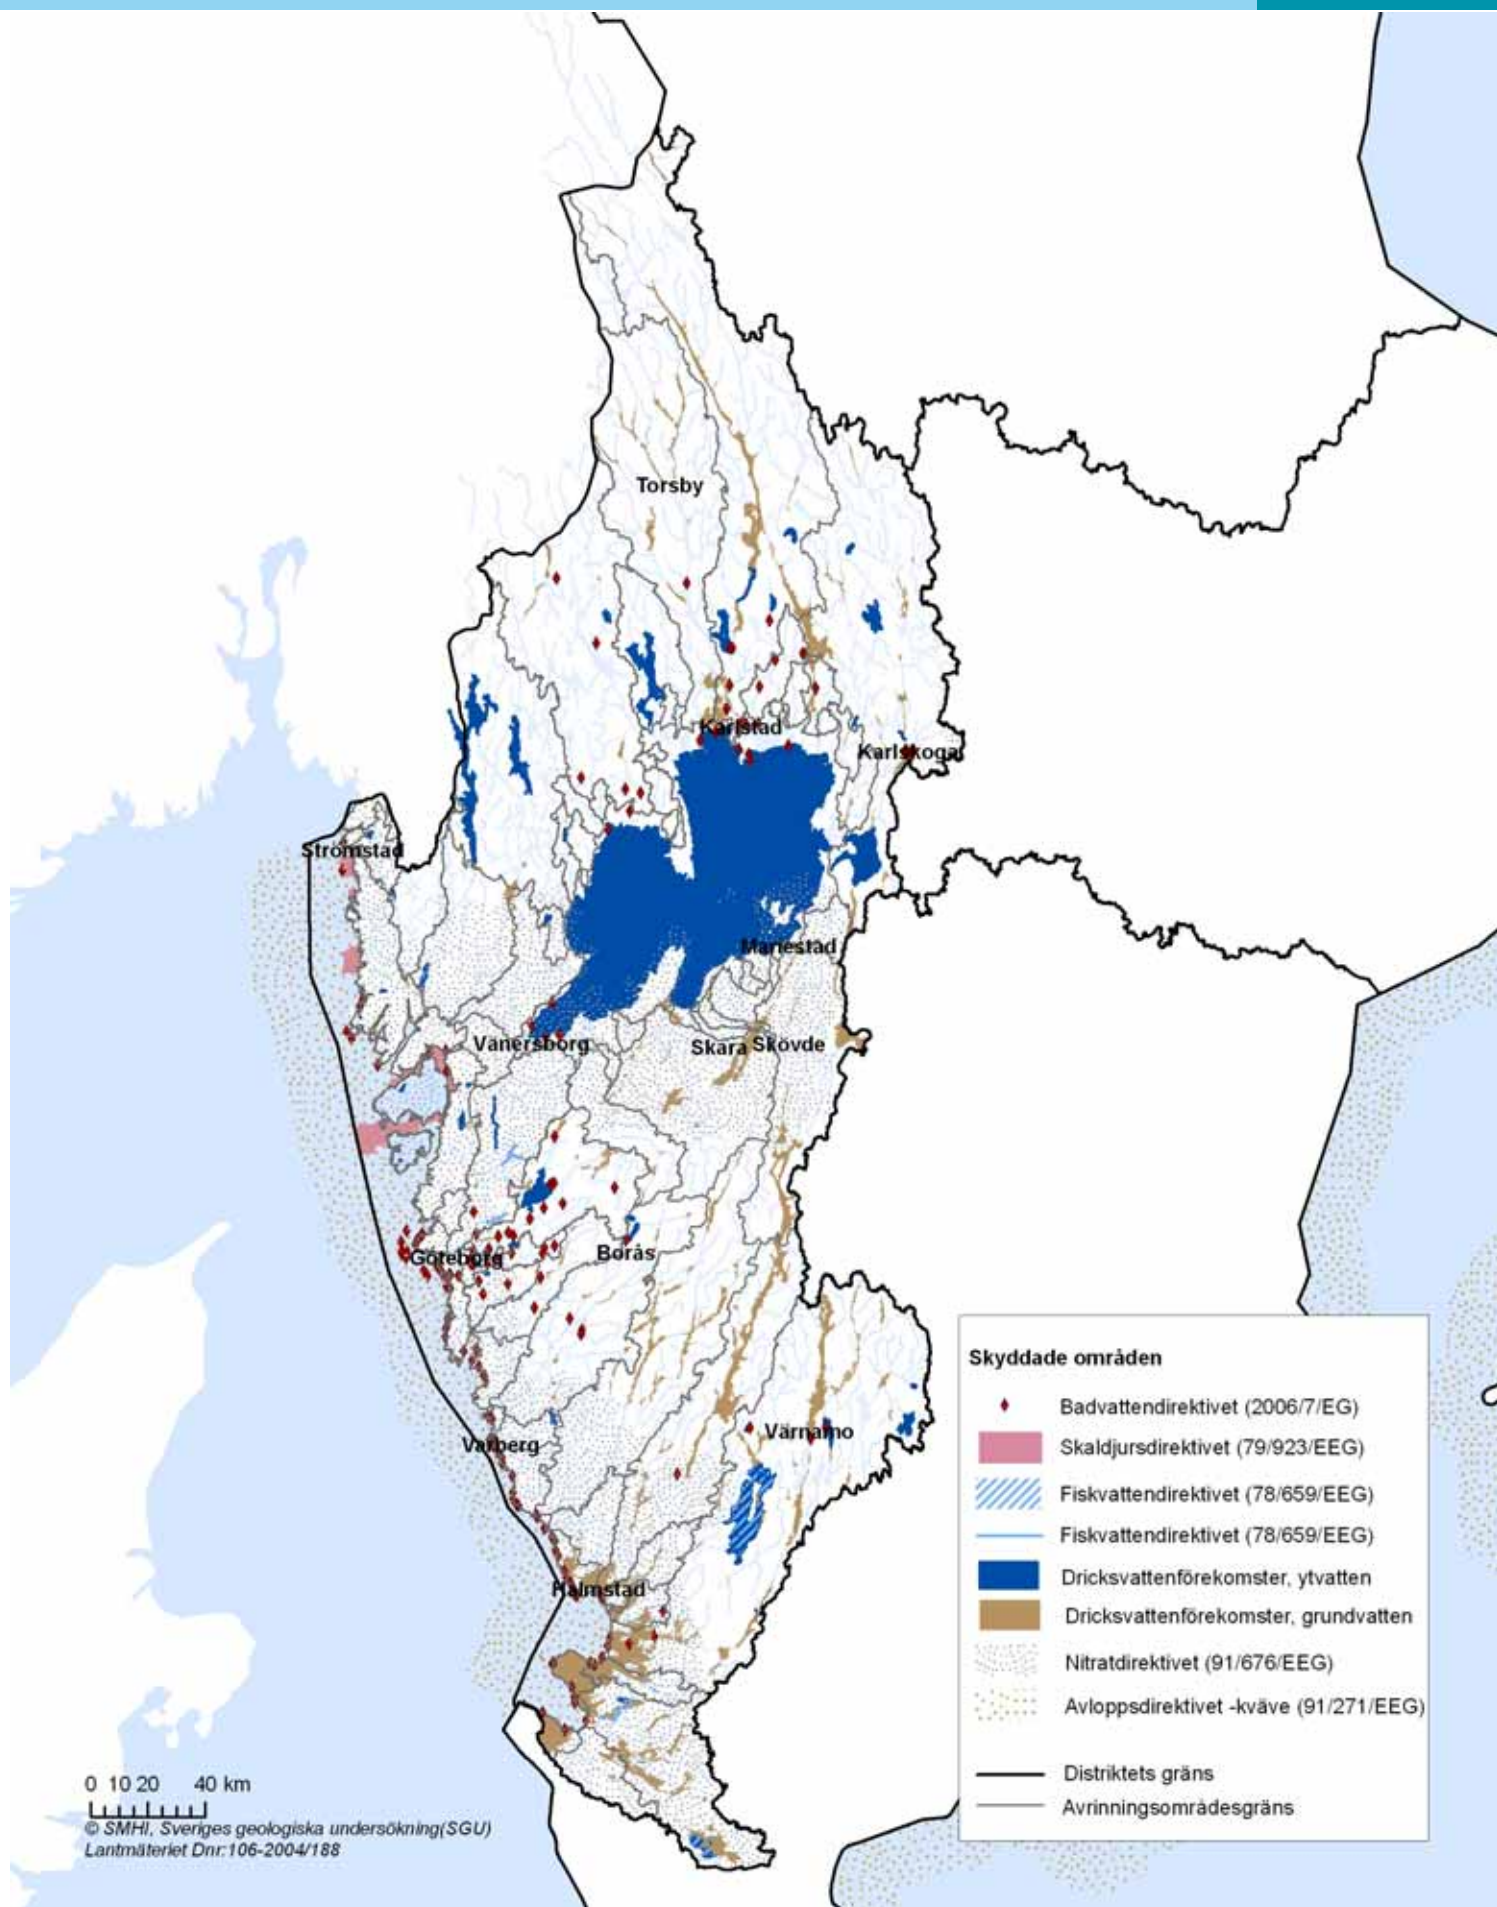 Torsby
Karlstad
Karlskoga
Strömstad
Mariestad
Vänersborg
Skara
Skövde
Göteborg
Borås
Värnamo
Varberg
Halmstad
Skyddade områden
Badvattendirektivet (2006/7/EG)
Skaldjursdirektivet (79/923/EEG)
Fiskvattendirektivet (78/659/EEG)
Fiskvattendirektivet (78/659/EEG)
Dricksvattenförekomster, ytvatten
Dricksvattenförekomster, grundvatten
Nitratdirektivet (91/676/EEG)
Avloppsdirektivet -kväve (91/271/EEG)
Distriktets gräns
Avrinningsområdesgräns
0 10 20 40 km
© SMHI, Sveriges geologiska undersökning(SGU)
Lantmäteriet Dnr:106-2004/188